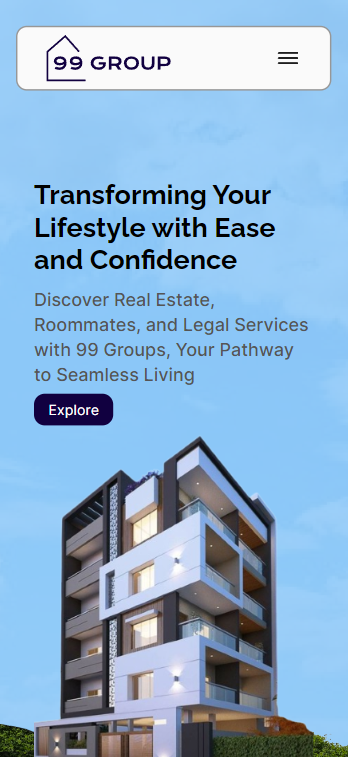 99 GROUP
Transforming Your
Lifestyle with Ease
and Confidence
Discover Real Estate,
Roommates, and Legal Services
with 99 Groups, Your Pathway
to Seamless Living
Explore